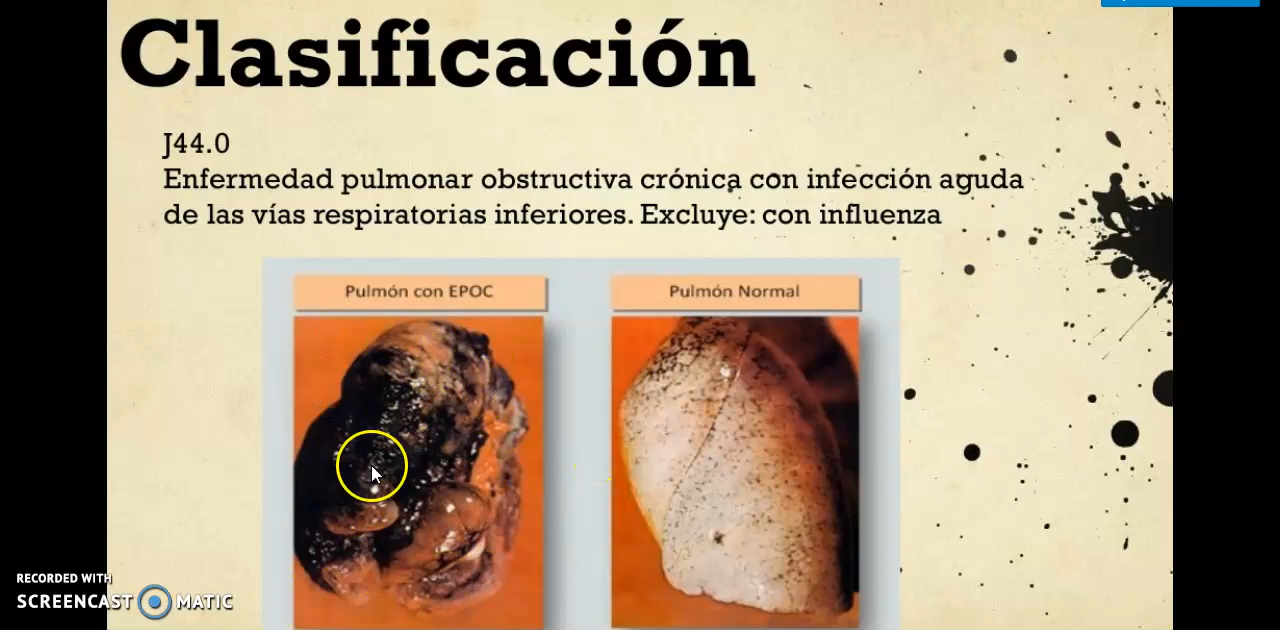 Clasificación
J44.0
Enfermedad pulmonar obstructiva crónica con infección aguda
de las vías respiratorias inferiores. Excluye: con influenza
Pulmón con EPOC
Pulmón Normal
RECORDED WITH
SCREENCAST MATIC